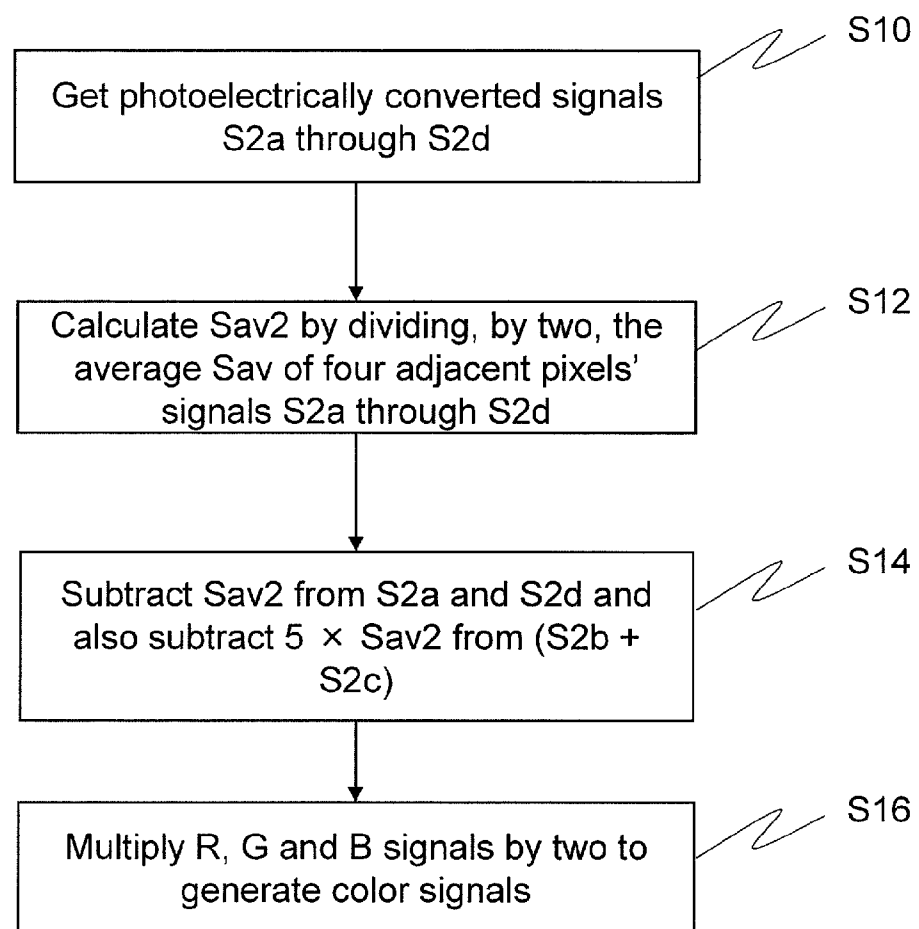 S10
Get photoelectrically converted signals
S2a through S2d
S12
Calculate Sav2 by dividing, by two, the
average Sav of four adjacent pixels’
signals S2a through S2d
S14
Subtract Sav2 from S2a and S2d and
also subtract 5 × Sav2 from (S2b +
S2c)
S16
Multiply R, G and B signals by two to
generate color signals